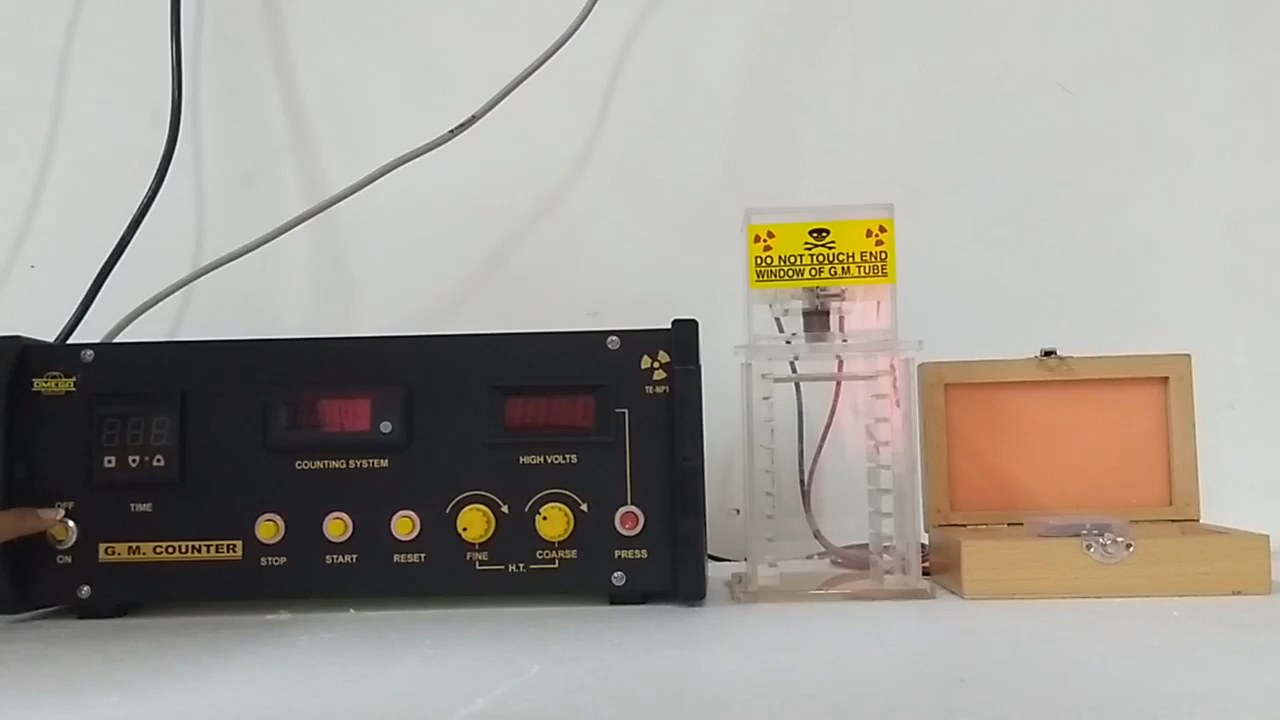 DO NOT TOUCH END
WINDOW OF G.M. TUBE
OMEGA
TE-NP1
COUNTING SYSTEM
HIGH VOLTS
OFF
TIME
ON
G. M. COUNTER
STOP
START
RESET
FINE
COARSE
H.T.
PRESS